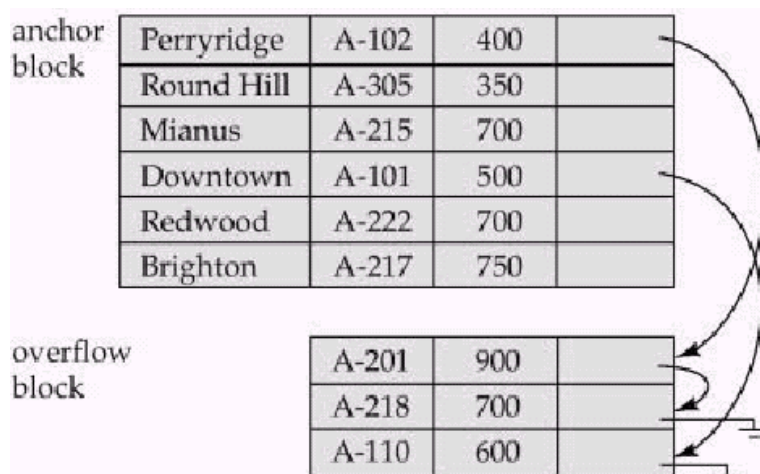 anchor
block
Perryridge A-102 400
Round Hill A-305 350
Mianus A-215 700
Downtown A-101 500
Redwood A-222 700
Brighton A-217 750
overflow
block
A-201 900
A-218 700
A-110 600